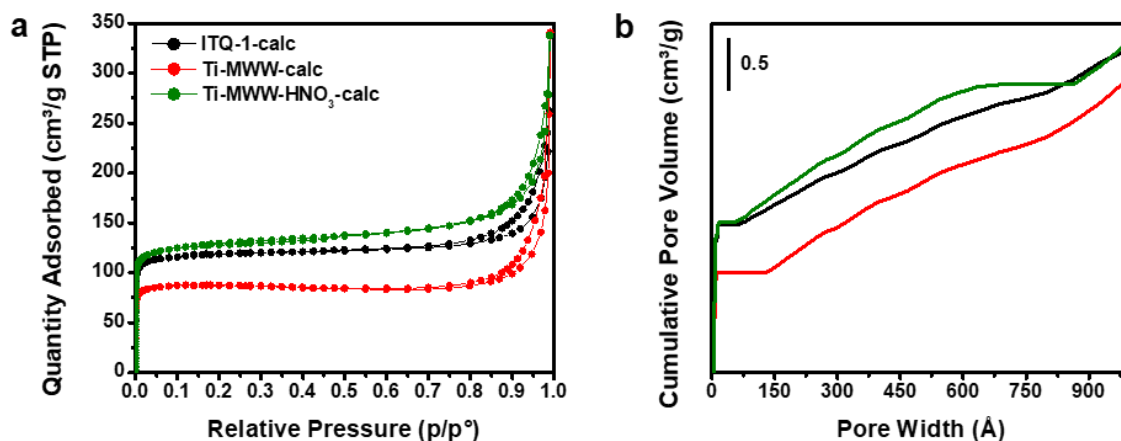 a
Quantity Adsorbed (cm³/g STP)
350
300
250
200
150
100
50
0
ITQ-1-calc
Ti-MWW-calc
Ti-MWW-HNO₃-calc
0.0 0.1 0.2 0.3 0.4 0.5 0.6 0.7 0.8 0.9 1.0
Relative Pressure (p/p°)
b
Cumulative Pore Volume (cm³/g)
0.5
0 150 300 450 600 750 900
Pore Width (Å)